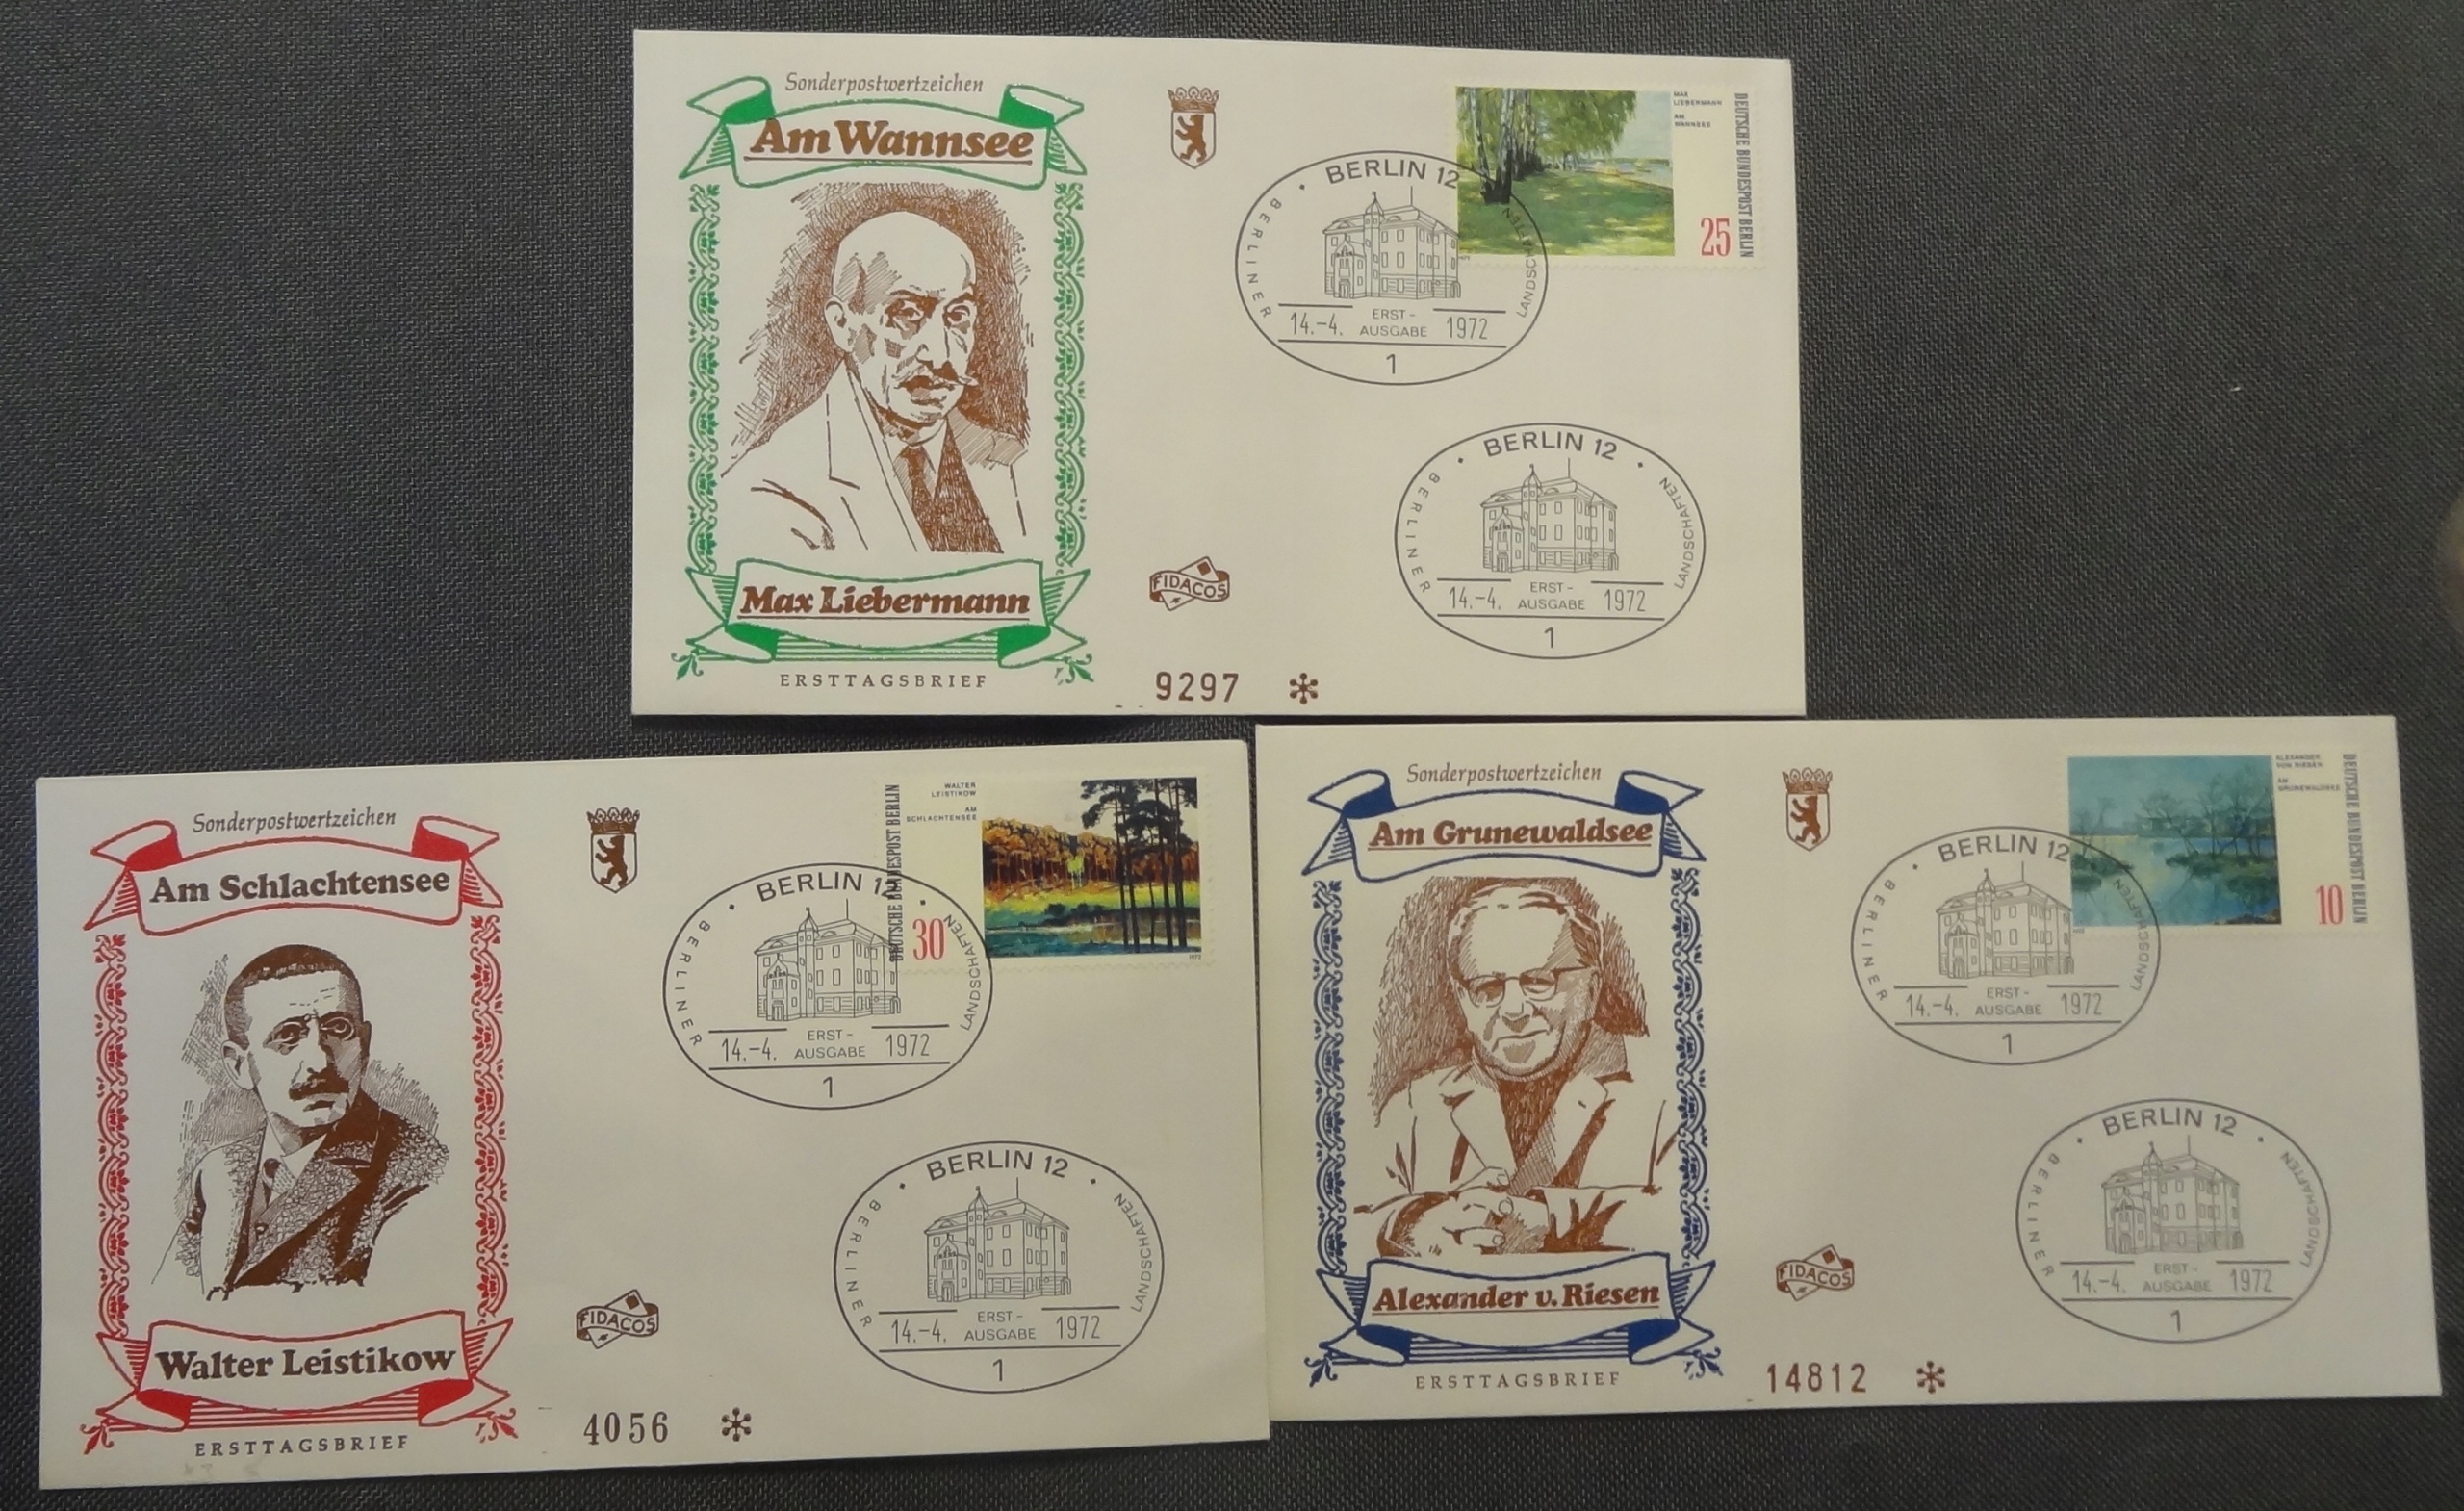 Sonderpostwertzeichen
Am Wannsee
Max Liebermann
ERSTTAGSBRIEF
FIDACOS
9297
MAX
LIEBERMANN
AM
WANNSEE
DEUTSCHE BUNDESPOST BERLIN
25
BERLIN 12
BERLINER
LANDSCHAFTEN
ERST-
14.-4. AUSGABE 1972
1
BERLIN 12
BERLINER
LANDSCHAFTEN
ERST-
14.-4. AUSGABE 1972
1
Sonderpostwertzeichen
Am Schlachtensee
Walter Leistikow
ERSTTAGSBRIEF
FIDACOS
4056
DEUTSCHE BUNDESPOST BERLIN
WALTER
LEISTIKOW
AM
SCHLACHTENSEE
30
1972
BERLIN 12
BERLINER
LANDSCHAFTEN
ERST-
14.-4. AUSGABE 1972
1
BERLIN 12
BERLINER
LANDSCHAFTEN
ERST-
14.-4. AUSGABE 1972
1
Sonderpostwertzeichen
Am Grunewaldsee
Alexander v. Riesen
ERSTTAGSBRIEF
FIDACOS
14812
ALEXANDER
VON RIESEN
AM
GRUNEWALDSEE
DEUTSCHE BUNDESPOST BERLIN
10
BERLIN 12
BERLINER
LANDSCHAFTEN
ERST-
14.-4. AUSGABE 1972
1
BERLIN 12
BERLINER
LANDSCHAFTEN
ERST-
14.-4. AUSGABE 1972
1